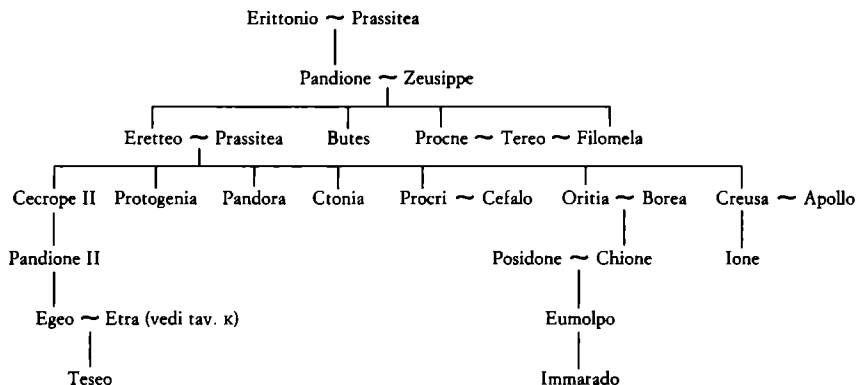 Erittonio ~ Prassitea
Pandione ~ Zeusippe
Eretteo ~ Prassitea Butes Procne ~ Tereo ~ Filomela
Cecrope II Protogenia Pandora Ctonia Procri ~ Cefalo Oritia ~ Borea Creusa ~ Apollo
Pandione II Posidone ~ Chione Ione
Egeo ~ Etra (vedi tav. K) Eumolpo
Teseo Immarado